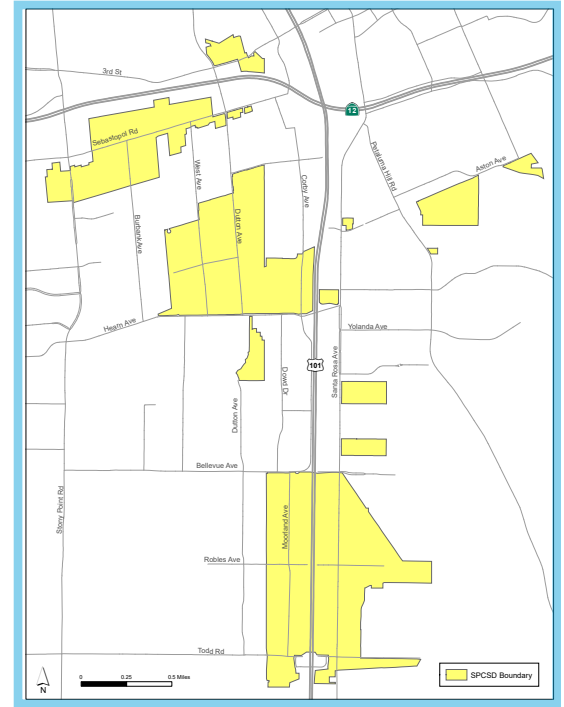 3rd St
12
Sebastopol Rd
Petaluma Hill Rd
Aston Ave
West Ave
Corby Ave
Burbank Ave
Dutton Ave
Hearn Ave
Yolanda Ave
101
Santa Rosa Ave
Dowd Dr
Dutton Ave
Bellevue Ave
Stony Point Rd
Moorland Ave
Robles Ave
Todd Rd
N
0 0.25 0.5 Miles
SPCSD Boundary